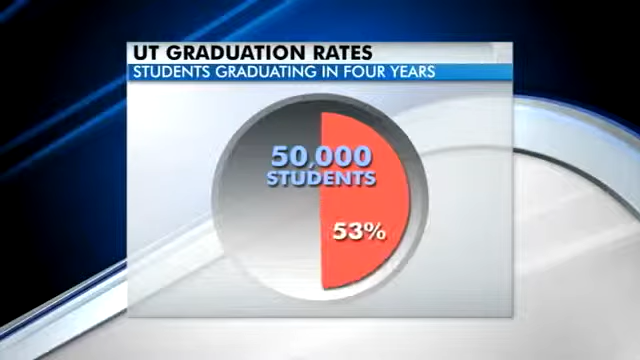 UT GRADUATION RATES
STUDENTS GRADUATING IN FOUR YEARS
50,000
STUDENTS
53%